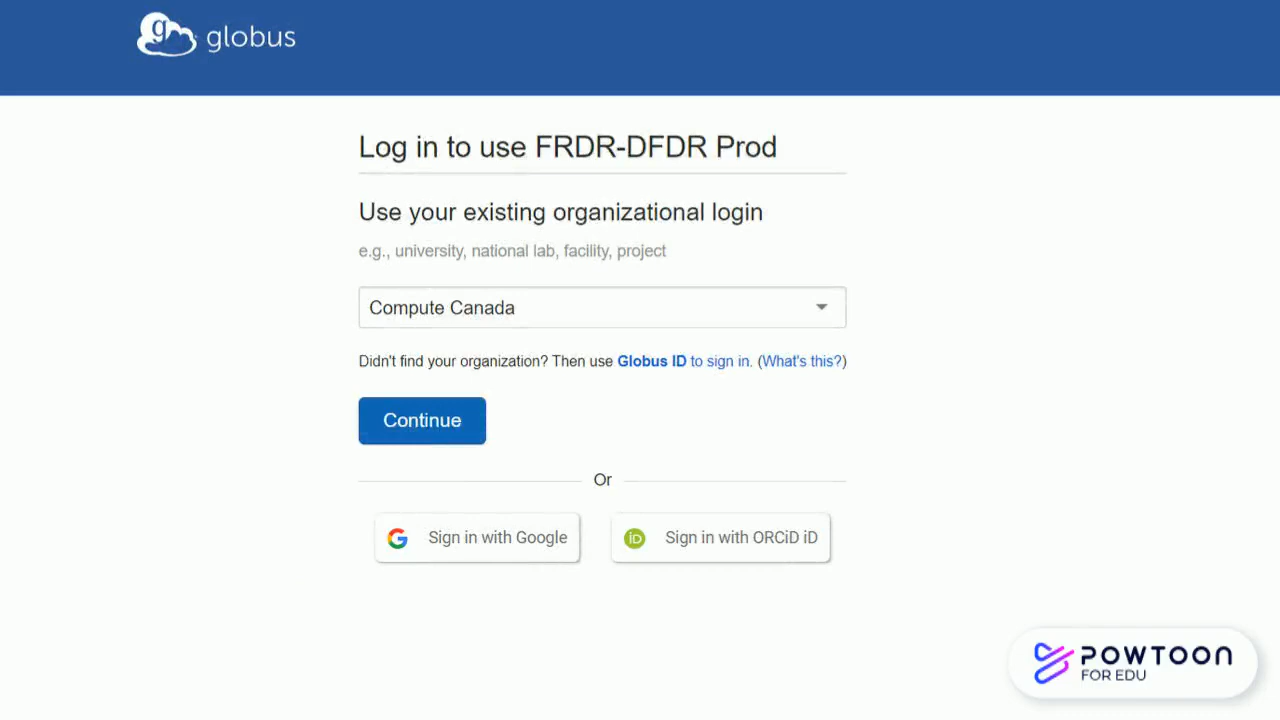 globus
Log in to use FRDR-DFDR Prod
Use your existing organizational login
e.g., university, national lab, facility, project
Compute Canada
Didn't find your organization? Then use Globus ID to sign in. (What's this?)
Continue
Or
Sign in with Google
iD Sign in with ORCiD iD
POWTOON
FOR EDU